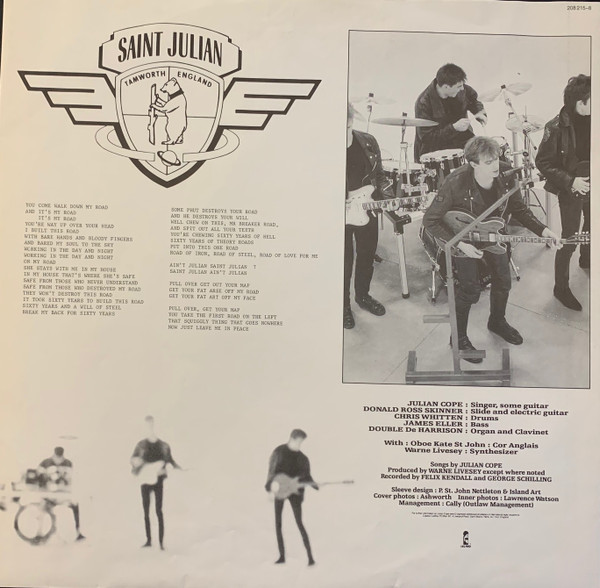 208 215-6
SAINT JULIAN
TAMWORTH ENGLAND
YOU COME WALK DOWN MY ROAD
AND IT'S MY ROAD
IT'S MY ROAD
YOU'RE WAY UP OVER YOUR HEAD
I BUILT THIS ROAD
WITH BARE HANDS AND BLOODY FINGERS
AND BARED MY SOUL TO THE SKY
WORKING IN THE DAY AND NIGHT
WORKING IN THE DAY AND NIGHT
ON MY ROAD
SHE STAYS WITH ME IN MY HOUSE
IN MY HOUSE THAT'S WHERE SHE'S SAFE
SAFE FROM THOSE WHO NEVER UNDERSTAND
SAFE FROM THOSE WHO DESTROYED MY ROAD
THEY WON'T DESTROY THIS ROAD
IT TOOK SIXTY YEARS TO BUILD THIS ROAD
SIXTY YEARS AND A WILL OF STEEL
BREAK MY BACK FOR SIXTY YEARS
SOME PHUT DESTROYS YOUR ROAD
AND HE DESTROYS YOUR WILL
WELL CHEW ON THIS, MR BREAKER ROAD,
AND SPIT OUT ALL YOUR TEETH
YOU'RE CHEWING SIXTY YEARS OF HELL
SIXTY YEARS OF THEORY ROADS
PUT INTO THIS ONE ROAD
ROAD OF IRON, ROAD OF STEEL, ROAD OF LOVE FOR ME
AIN'T JULIAN SAINT JULIAN ?
SAINT JULIAN AIN'T JULIAN
PULL OVER GET OUT YOUR MAP
GET YOUR FAT ARSE OFF MY ROAD
GET YOUR FAT ART OFF MY FACE
PULL OVER, GET YOUR MAP
YOU TAKE THE FIRST ROAD ON THE LEFT
THAT SQUIGGLY THING THAT GOES NOWHERE
NOW JUST LEAVE ME IN PEACE
JULIAN COPE : Singer, some guitar
DONALD ROSS SKINNER : Slide and electric guitar
CHRIS WHITTEN : Drums
JAMES ELLER : Bass
DOUBLE De HARRISON : Organ and Clavinet
With : Oboe Kate St John : Cor Anglais
Warne Livesey : Synthesizer
Songs by JULIAN COPE
Produced by WARNE LIVESEY except where noted
Recorded by FELIX KENDALL and GEORGE SCHILLING
Sleeve design : P. St. John Nettleton & Island Art
Cover photos : Ashworth Inner photos : Lawrence Watson
Management : Cally (Outlaw Management)